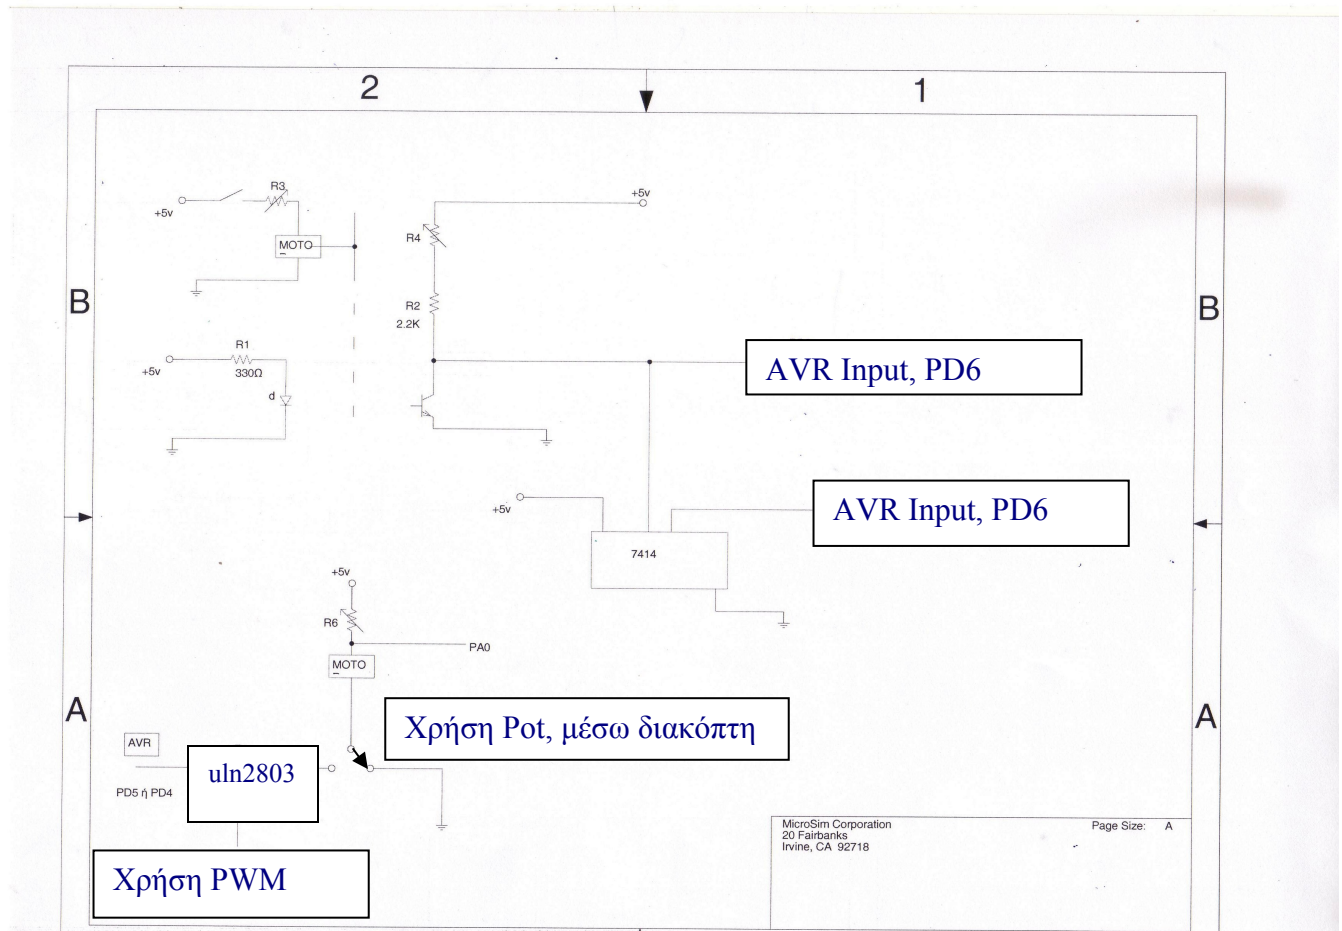 2
1
R3
+5v
+5v
MOTO
R4
B
B
R2
2.2K
R1
+5v
330Ω
d
AVR Input, PD6
+5v
AVR Input, PD6
7414
+5v
R6
PA0
MOTO
A
A
Χρήση Pot, μέσω διακόπτη
AVR
uln2803
PD5 ή PD4
Χρήση PWM
MicroSim Corporation
20 Fairbanks
Irvine, CA 92718
Page Size: A